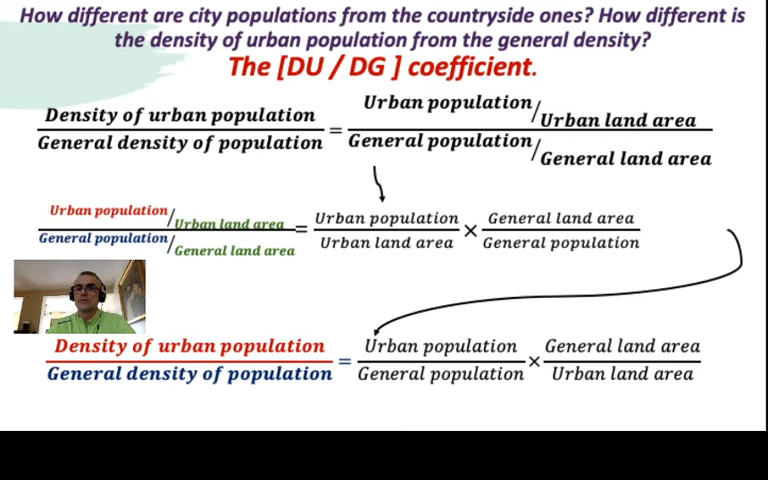 How different are city populations from the countryside ones? How different is
the density of urban population from the general density?
The [DU / DG ] coefficient.
Density of urban population / General density of population = Urban population/Urban land area / General population/General land area
Urban population/Urban land area / General population/General land area = Urban population / Urban land area × General land area / General population
Density of urban population / General density of population = Urban population / General population × General land area / Urban land area